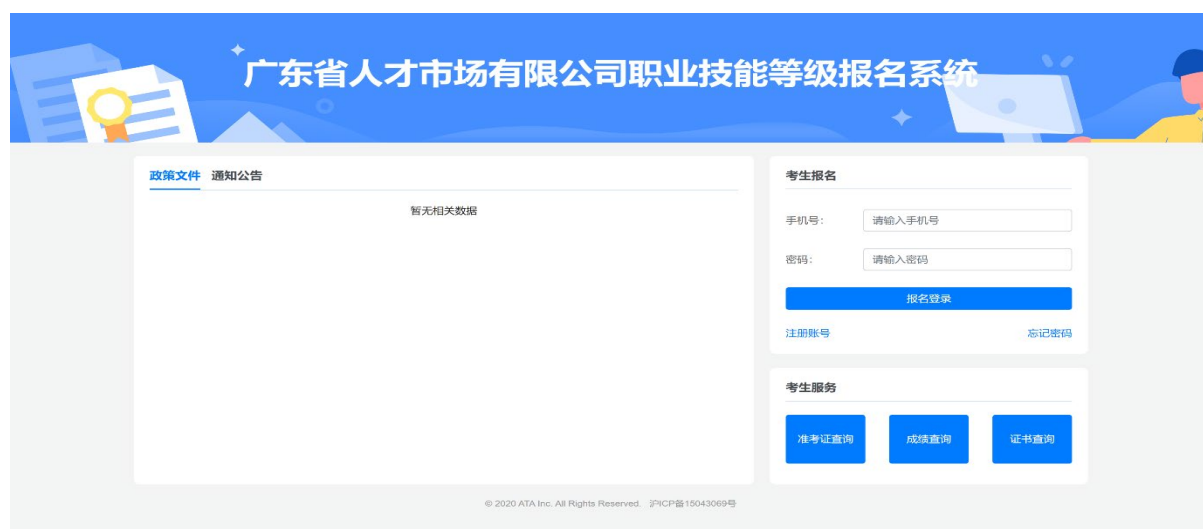 广东省人才市场有限公司职业技能等级报名系统
政策文件 通知公告
暂无相关数据
考生报名
手机号： 请输入手机号
密码： 请输入密码
报名登录
注册账号 忘记密码
考生服务
准考证查询 成绩查询 证书查询
© 2020 ATA Inc. All Rights Reserved. 沪ICP备15043069号